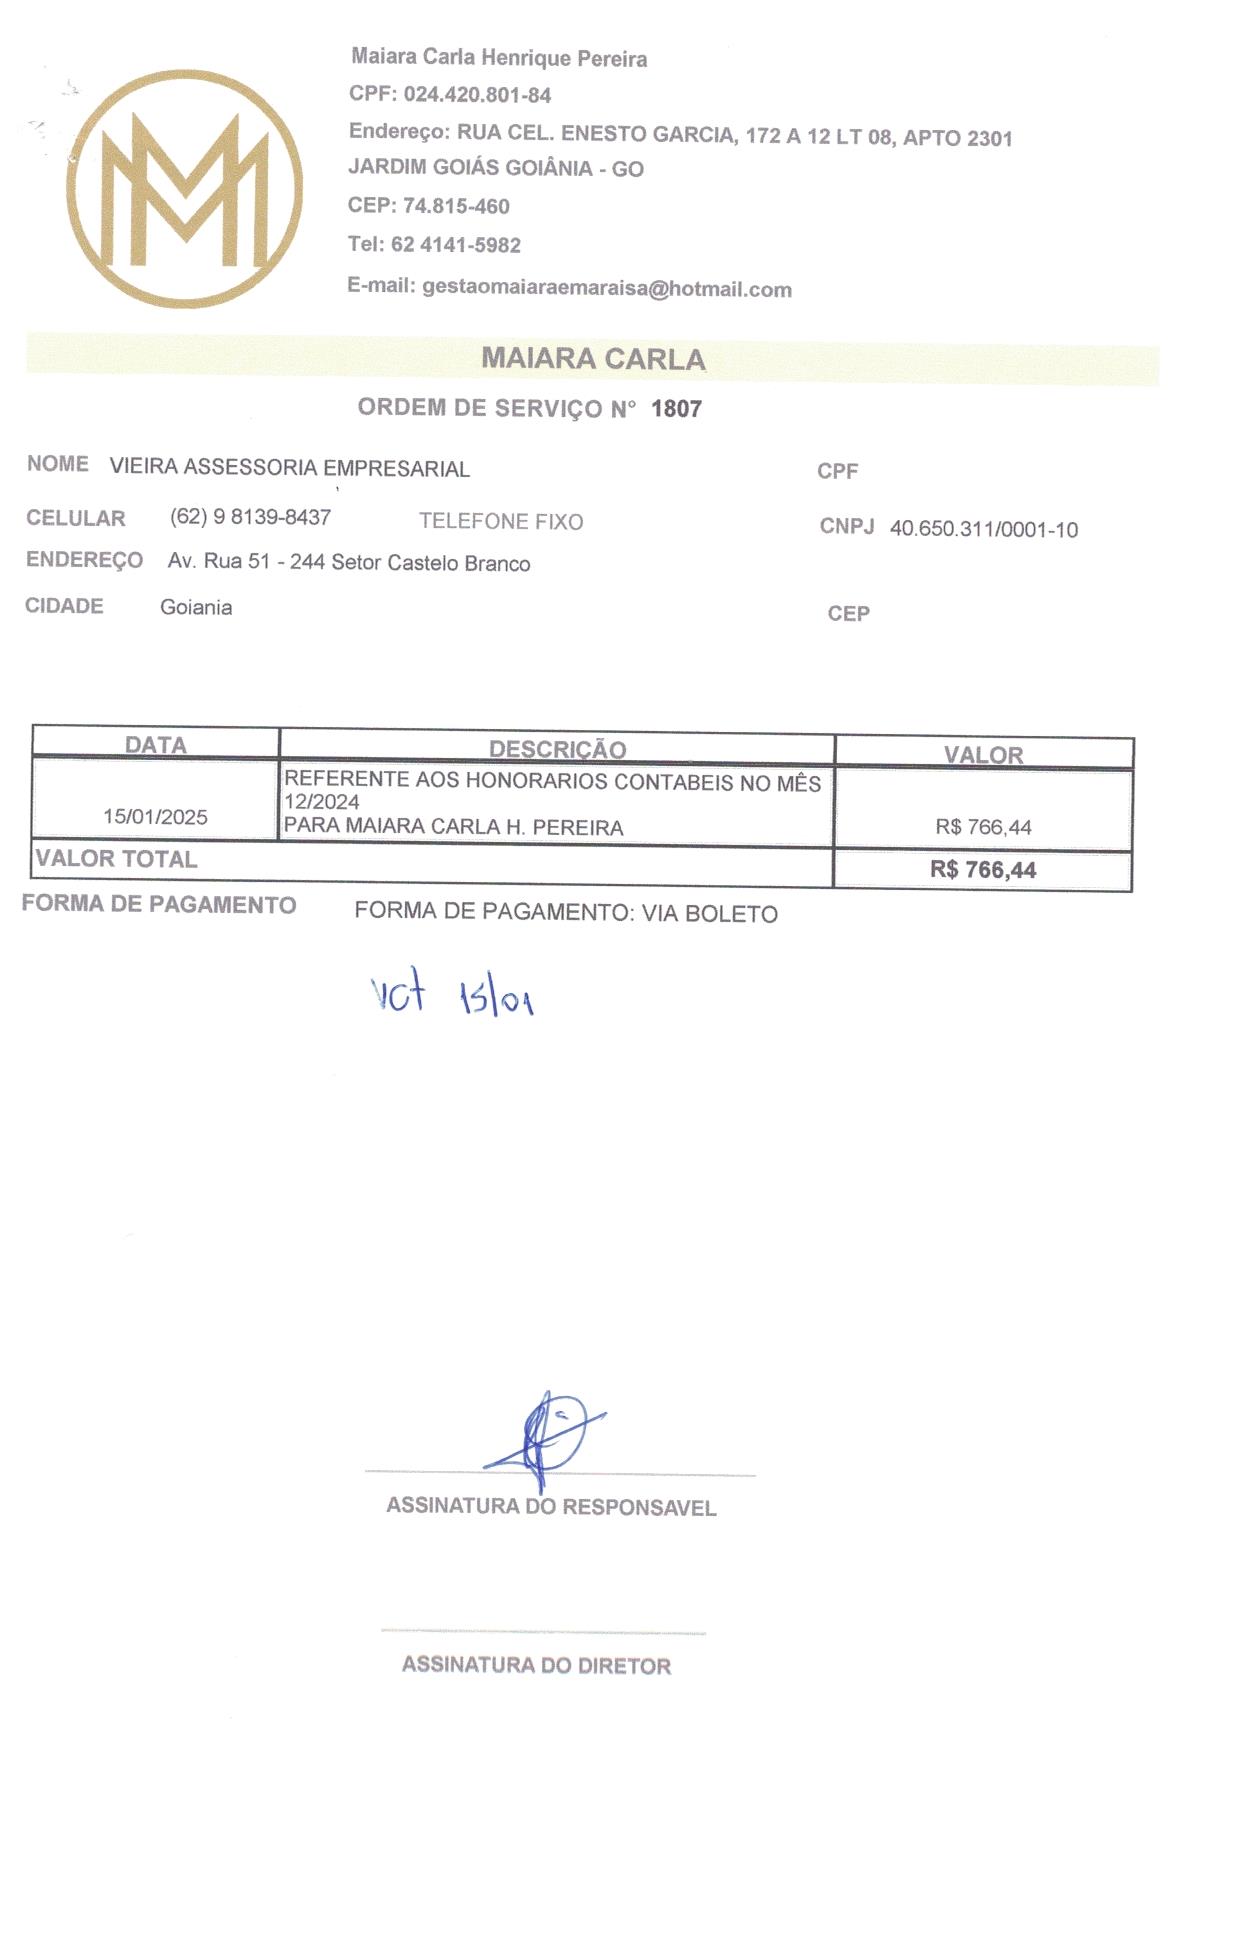 Maiara Carla Henrique Pereira
CPF: 024.420.801-84
Endereço: RUA CEL. ENESTO GARCIA, 172 A 12 LT 08, APTO 2301
JARDIM GOIÁS GOIÂNIA - GO
CEP: 74.815-460
Tel: 62 4141-5982
E-mail: gestaomaiaraemaraisa@hotmail.com
MAIARA CARLA
ORDEM DE SERVIÇO N° 1807
NOME VIEIRA ASSESSORIA EMPRESARIAL CPF
CELULAR (62) 9 8139-8437 TELEFONE FIXO CNPJ 40.650.311/0001-10
ENDEREÇO Av. Rua 51 - 244 Setor Castelo Branco
CIDADE Goiania CEP
DATA DESCRIÇÃO VALOR
REFERENTE AOS HONORARIOS CONTABEIS NO MÊS
12/2024
15/01/2025 PARA MAIARA CARLA H. PEREIRA R$ 766,44
VALOR TOTAL R$ 766,44
FORMA DE PAGAMENTO FORMA DE PAGAMENTO: VIA BOLETO
vct 15/01
ASSINATURA DO RESPONSAVEL
ASSINATURA DO DIRETOR